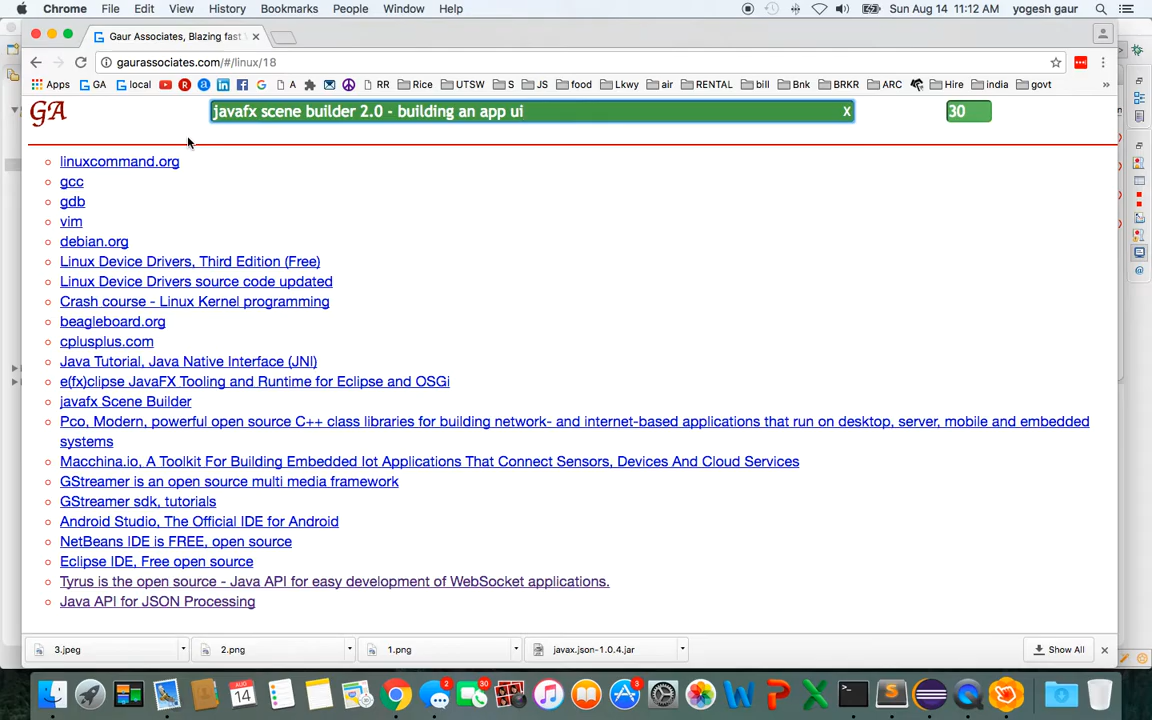 Chrome File Edit View History Bookmarks People Window Help Sun Aug 14 11:12 AM yogesh gaur
Gaur Associates, Blazing fast
gaurassociates.com/#/linux/18
Apps GA local RR Rice UTSW S JS food Lkwy air RENTAL bill Bnk BRKR ARC Hire india govt »
GA javafx scene builder 2.0 - building an app ui X 30
linuxcommand.org
gcc
gdb
vim
debian.org
Linux Device Drivers, Third Edition (Free)
Linux Device Drivers source code updated
Crash course - Linux Kernel programming
beagleboard.org
cplusplus.com
Java Tutorial, Java Native Interface (JNI)
e(fx)clipse JavaFX Tooling and Runtime for Eclipse and OSGi
javafx Scene Builder
Pco, Modern, powerful open source C++ class libraries for building network- and internet-based applications that run on desktop, server, mobile and embedded
systems
Macchina.io, A Toolkit For Building Embedded Iot Applications That Connect Sensors, Devices And Cloud Services
GStreamer is an open source multi media framework
GStreamer sdk, tutorials
Android Studio, The Official IDE for Android
NetBeans IDE is FREE, open source
Eclipse IDE, Free open source
Tyrus is the open source - Java API for easy development of WebSocket applications.
Java API for JSON Processing
3.jpeg 2.png 1.png javax.json-1.0.4.jar Show All
14 2 30 3